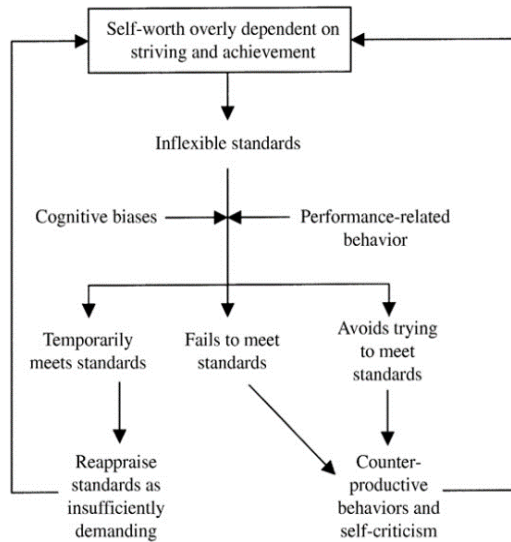 Self-worth overly dependent on
striving and achievement
Inflexible standards
Cognitive biases
Performance-related
behavior
Temporarily
meets standards
Fails to meet
standards
Avoids trying
to meet
standards
Reappraise
standards as
insufficiently
demanding
Counter-
productive
behaviors and
self-criticism